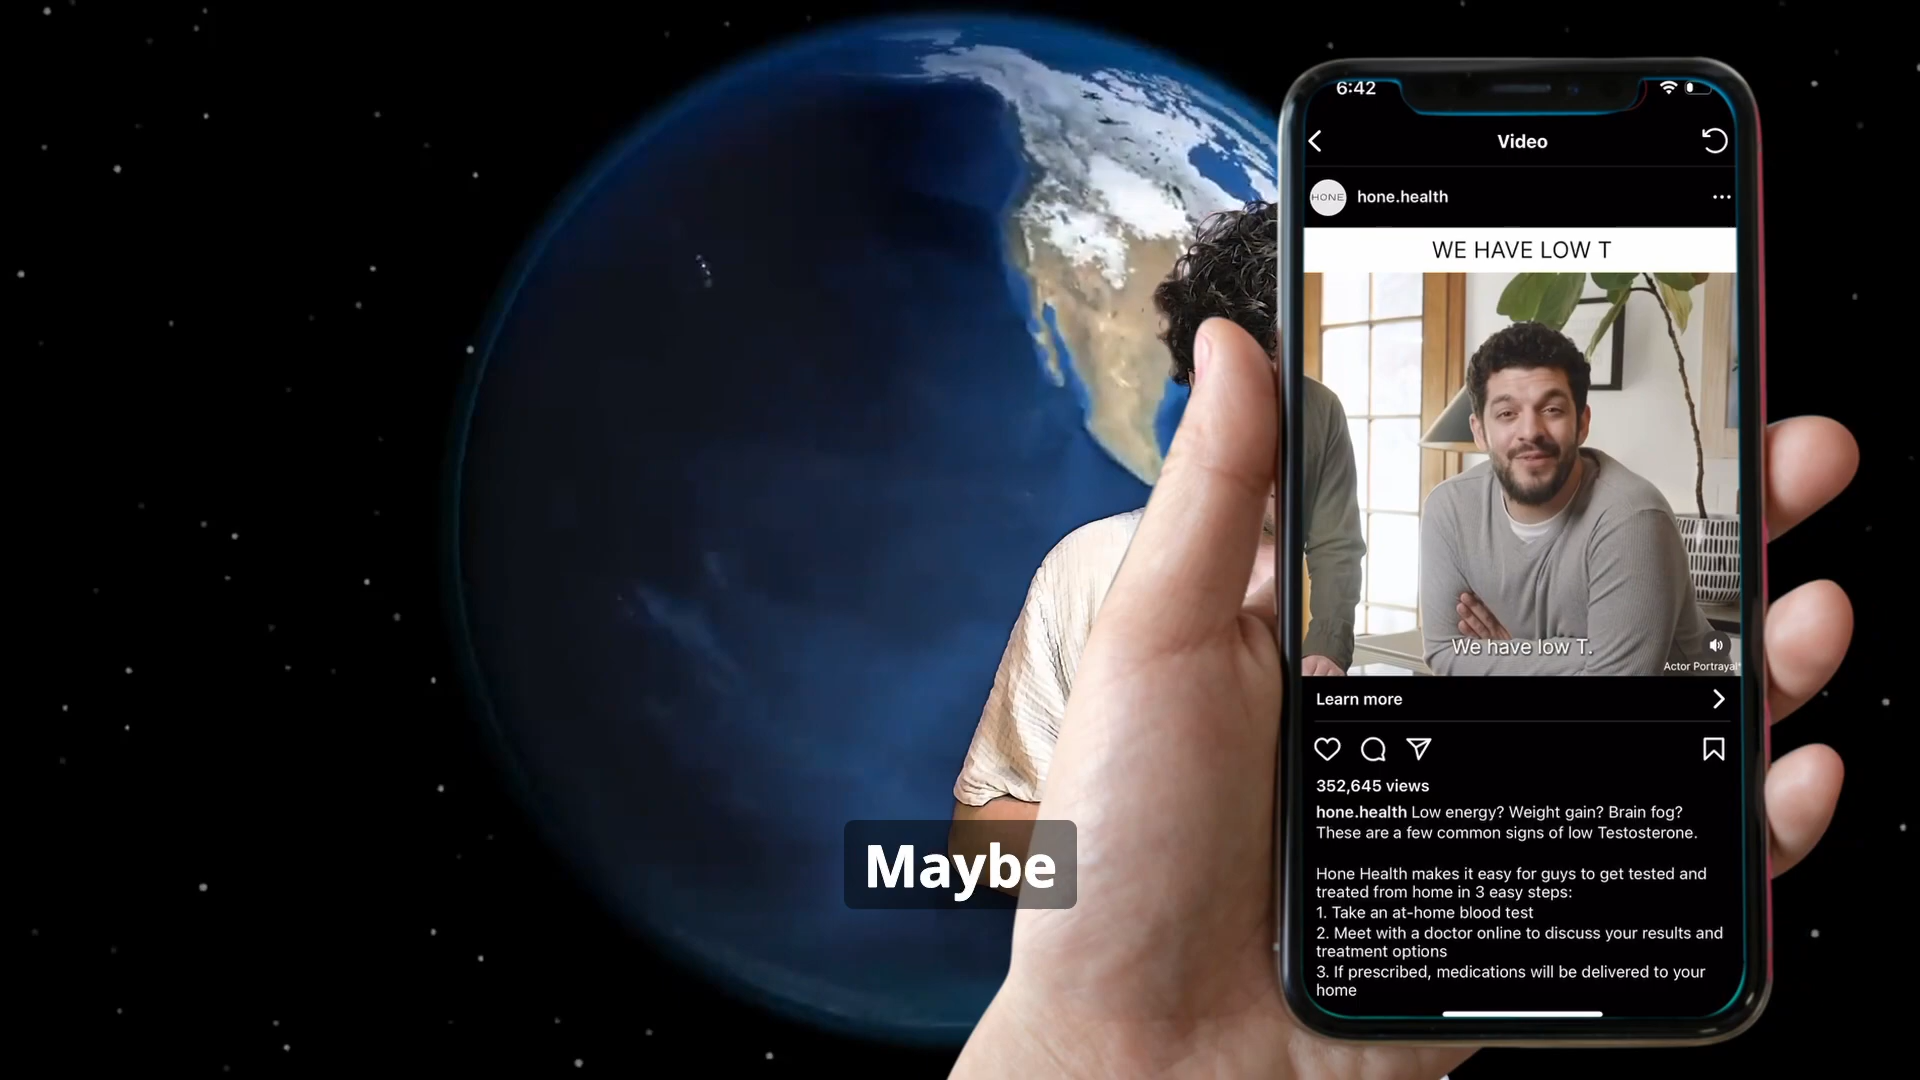 6:42
Video
HONE
hone.health
WE HAVE LOW T
We have low T.
Actor Portrayal*
Learn more
352,645 views
hone.health Low energy? Weight gain? Brain fog?
These are a few common signs of low Testosterone.
Hone Health makes it easy for guys to get tested and
treated from home in 3 easy steps:
1. Take an at-home blood test
2. Meet with a doctor online to discuss your results and
treatment options
3. If prescribed, medications will be delivered to your
home
Maybe